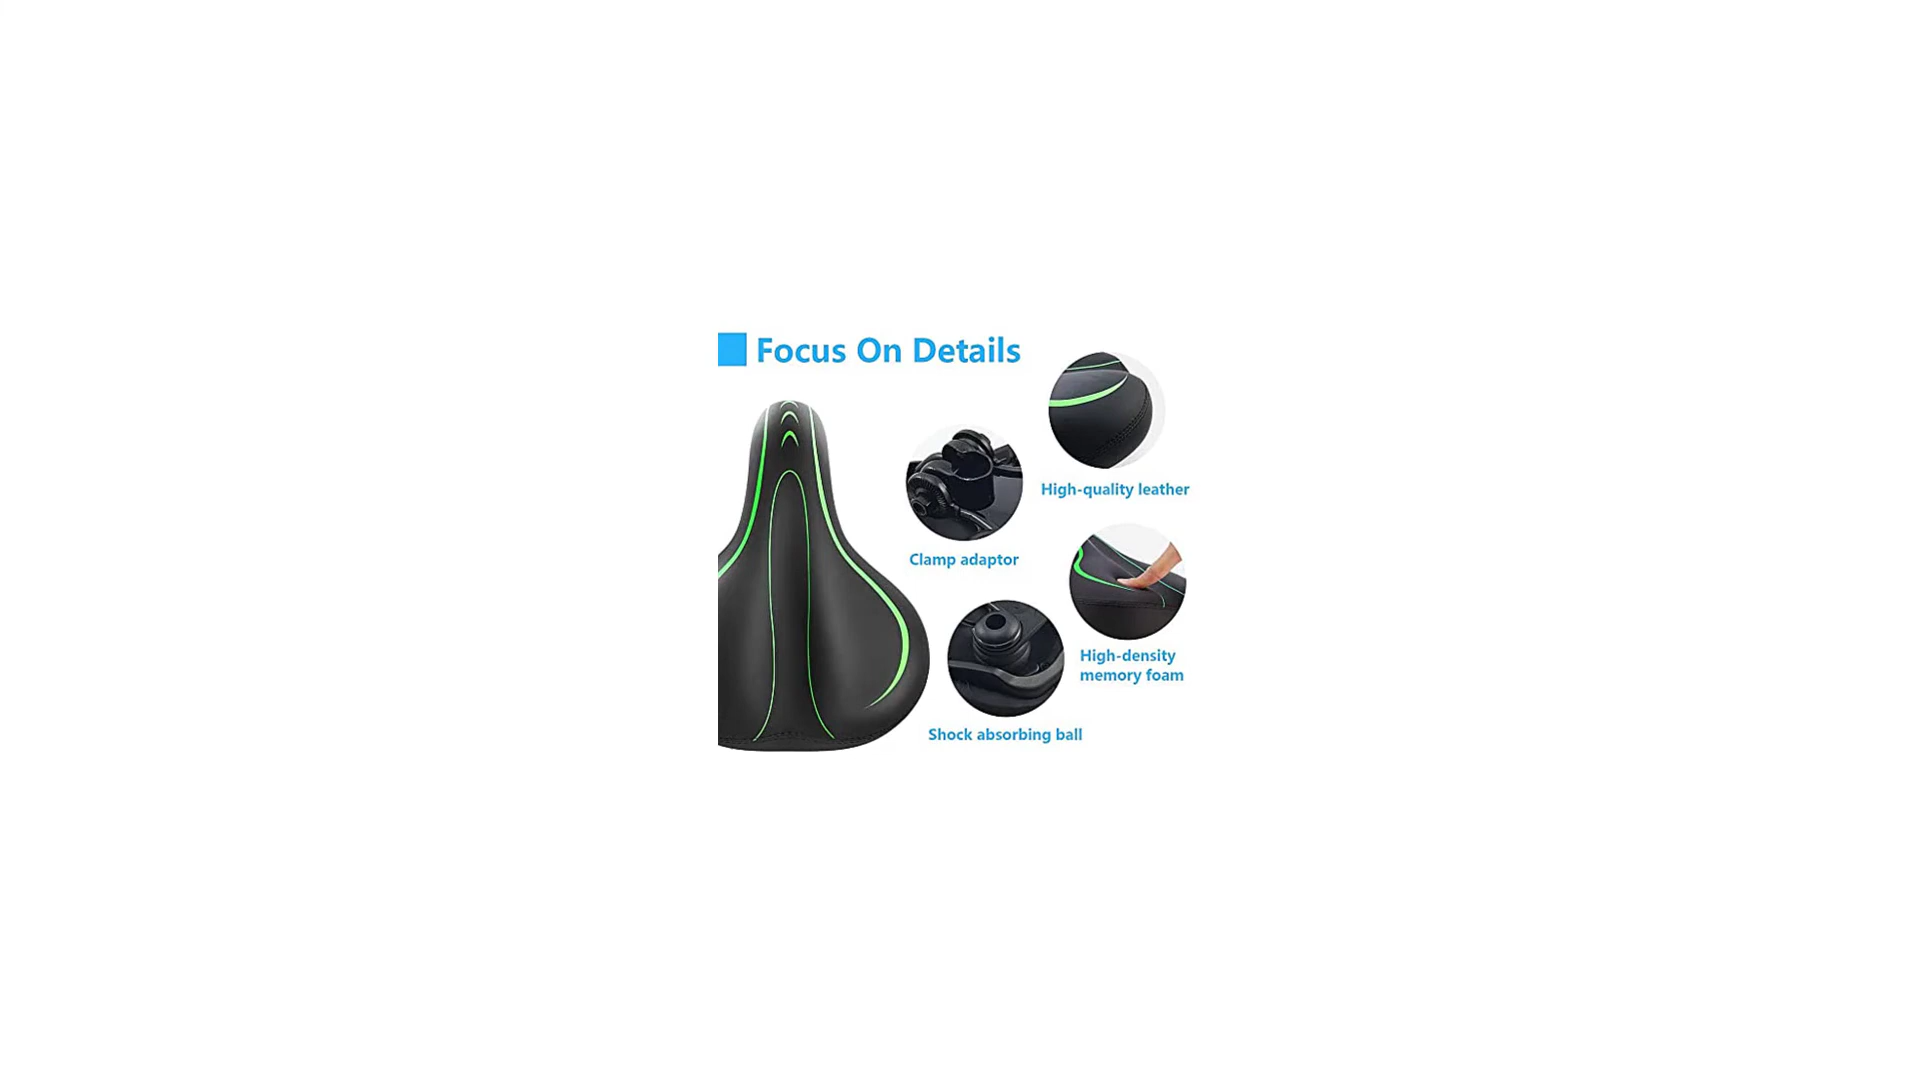 Focus On Details
High-quality leather
Clamp adaptor
High-density
memory foam
Shock absorbing ball